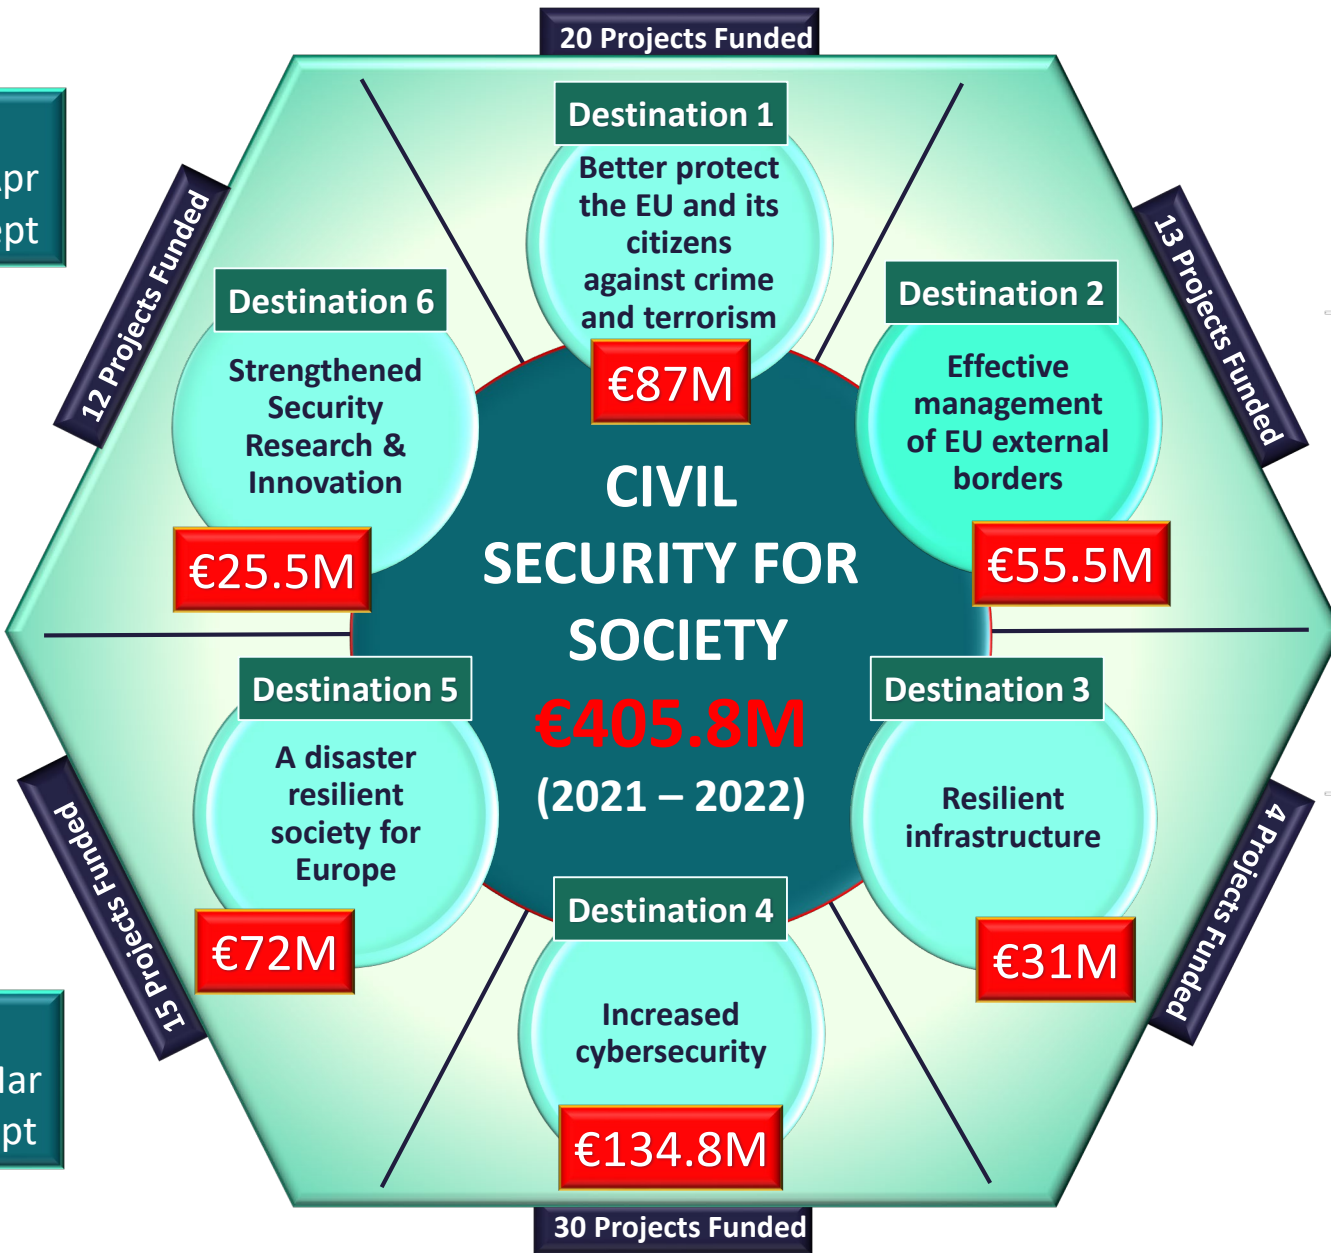 20 Projects Funded
Destination 1
Better protect
the EU and its
citizens
against crime
and terrorism
€87M
13 Projects Funded
Destination 2
Effective
management
of EU external
borders
€55.5M
12 Projects Funded
Destination 6
Strengthened
Security
Research &
Innovation
€25.5M
CIVIL
SECURITY FOR
SOCIETY
€405.8M
(2021 – 2022)
Destination 5
A disaster
resilient
society for
Europe
€72M
15 Projects Funded
Destination 3
Resilient
infrastructure
€31M
4 Projects Funded
Destination 4
Increased
cybersecurity
€134.8M
30 Projects Funded